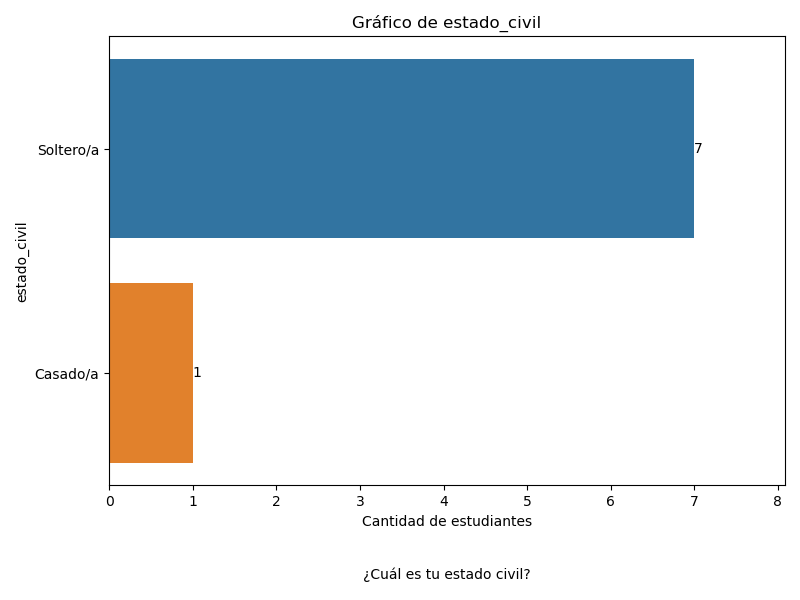 Gráfico de estado_civil
Soltero/a
7
estado_civil
Casado/a
1
0 1 2 3 4 5 6 7 8
Cantidad de estudiantes
¿Cuál es tu estado civil?